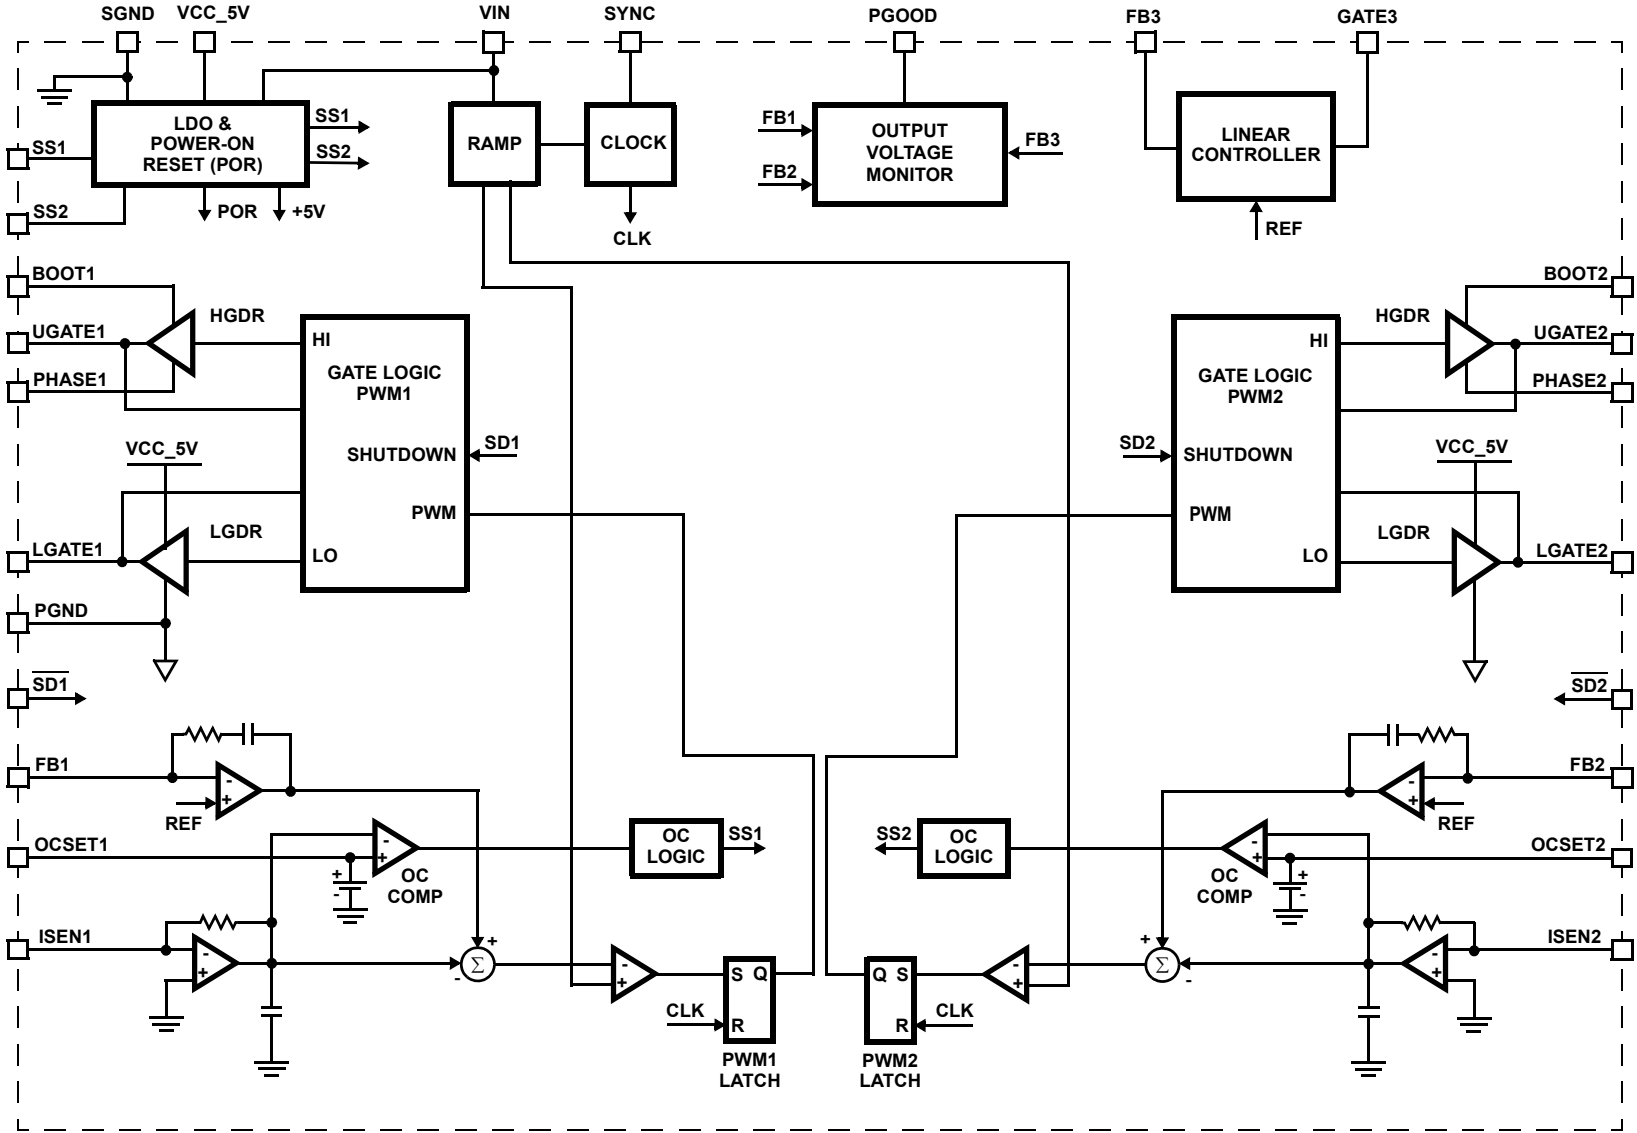 SGND
VCC_5V
VIN
SYNC
PGOOD
FB3
GATE3
LDO &
POWER-ON
RESET (POR)
SS1
SS2
SS1
SS2
POR
+5V
RAMP
CLOCK
CLK
FB1
FB2
OUTPUT
VOLTAGE
MONITOR
FB3
LINEAR
CONTROLLER
REF
BOOT1
UGATE1
PHASE1
HGDR
VCC_5V
LGDR
LGATE1
PGND
HI
GATE LOGIC
PWM1
SHUTDOWN
PWM
LO
SD1
SD2
HI
GATE LOGIC
PWM2
SHUTDOWN
PWM
LO
BOOT2
HGDR
UGATE2
PHASE2
VCC_5V
LGDR
LGATE2
SD1
SD2
FB1
-
+
REF
OCSET1
-
+
+
-
OC
COMP
OC
LOGIC
SS1
ISEN1
-
+
+
-
Σ
-
+
S Q
R
CLK
PWM1
LATCH
FB2
-
+
REF
OCSET2
-
+
+
-
OC
COMP
OC
LOGIC
SS2
ISEN2
-
+
+
-
Σ
-
+
Q S
R
CLK
PWM2
LATCH